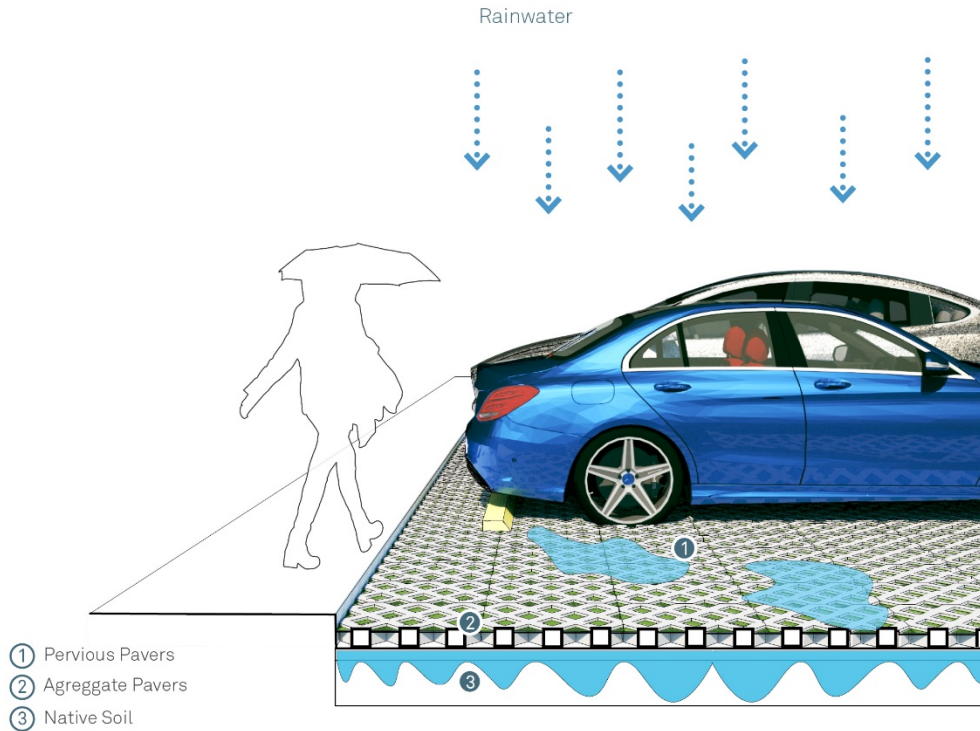 Rainwater
1
2
3
1 Pervious Pavers
2 Agreggate Pavers
3 Native Soil